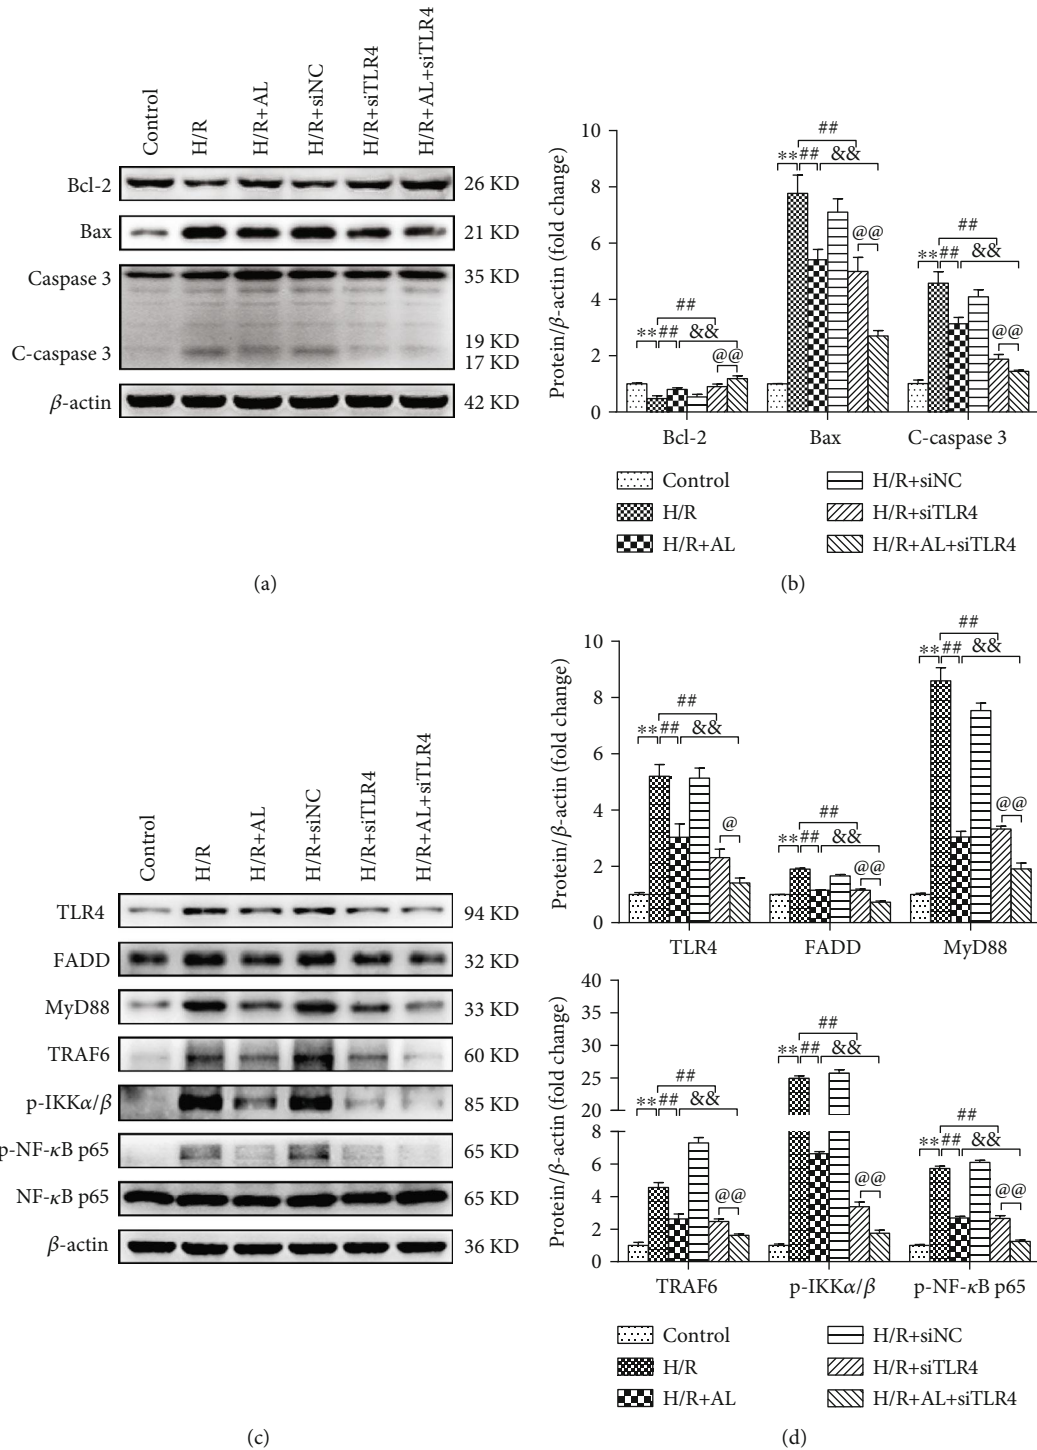 Control
H/R
H/R+AL
H/R+siNC
H/R+siTLR4
H/R+AL+siTLR4
Bcl-2 26 KD
Bax 21 KD
Caspase 3 35 KD
19 KD
C-caspase 3 17 KD
β-actin 42 KD
(a)
Protein/β-actin (fold change)
10
8
6
4
2
0
** ## ## && @@
** ## ## && @@
** ## ## && @@
Bcl-2 Bax C-caspase 3
Control H/R+siNC
H/R H/R+siTLR4
H/R+AL H/R+AL+siTLR4
(b)
Control
H/R
H/R+AL
H/R+siNC
H/R+siTLR4
H/R+AL+siTLR4
TLR4 94 KD
FADD 32 KD
MyD88 33 KD
TRAF6 60 KD
p-IKKα/β 85 KD
p-NF-κB p65 65 KD
NF-κB p65 65 KD
β-actin 36 KD
(c)
Protein/β-actin (fold change)
10
8
6
4
2
0
** ## ## && @
** ## ## && @@
** ## ## && @@
TLR4 FADD MyD88
Protein/β-actin (fold change)
40
35
30
25
20
8
6
4
2
0
** ## ## && @@
** ## ## && @@
** ## ## && @@
TRAF6 p-IKKα/β p-NF-κB p65
Control H/R+siNC
H/R H/R+siTLR4
H/R+AL H/R+AL+siTLR4
(d)